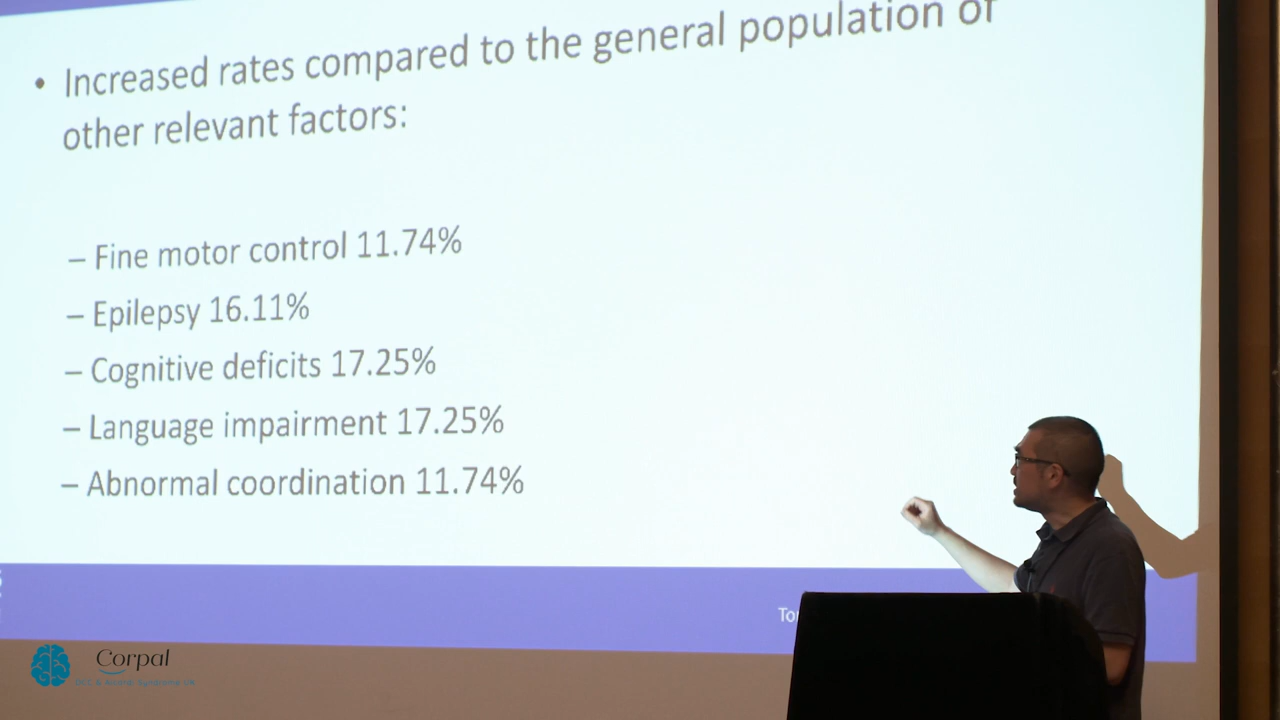 • Increased rates compared to the general population of
other relevant factors:
– Fine motor control 11.74%
– Epilepsy 16.11%
– Cognitive deficits 17.25%
– Language impairment 17.25%
– Abnormal coordination 11.74%
Corpal